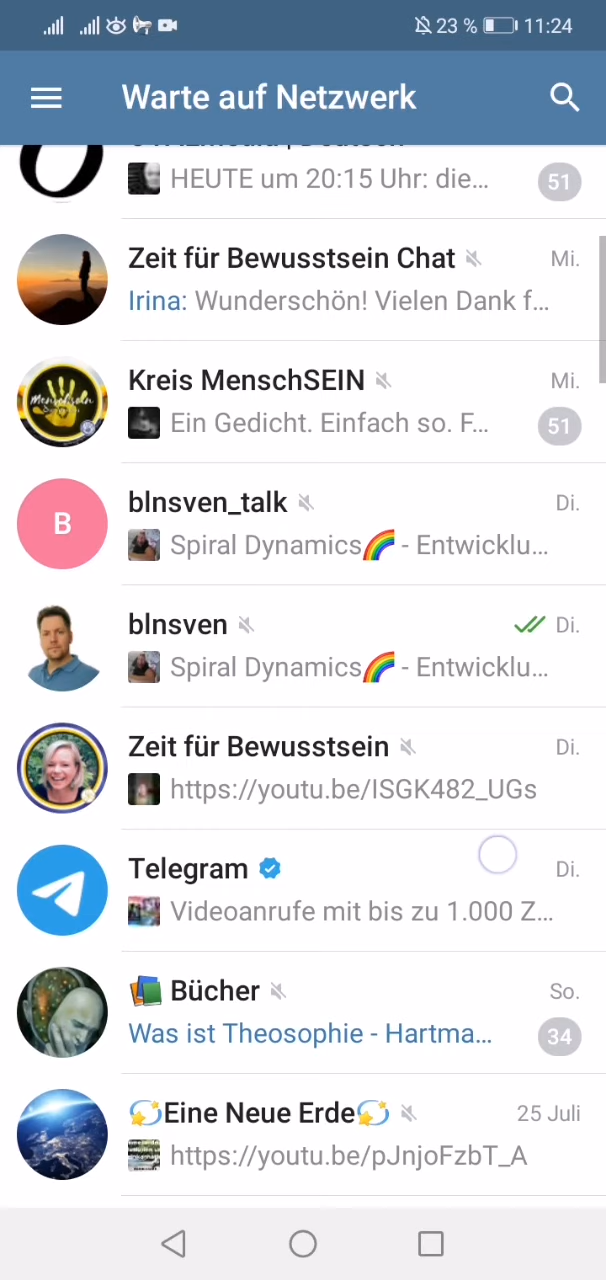 23 % 11:24
Warte auf Netzwerk
HEUTE um 20:15 Uhr: die... 51
Zeit für Bewusstsein Chat Mi.
Irina: Wunderschön! Vielen Dank f...
Kreis MenschSEIN Mi.
Ein Gedicht. Einfach so. F... 51
B
blnsven_talk Di.
Spiral Dynamics🌈 - Entwicklu...
blnsven Di.
Spiral Dynamics🌈 - Entwicklu...
Zeit für Bewusstsein Di.
https://youtu.be/ISGK482_UGs
Telegram Di.
Videoanrufe mit bis zu 1.000 Z...
📚 Bücher So.
Was ist Theosophie - Hartma... 34
💫Eine Neue Erde💫 25 Juli
https://youtu.be/pJnjoFzbT_A